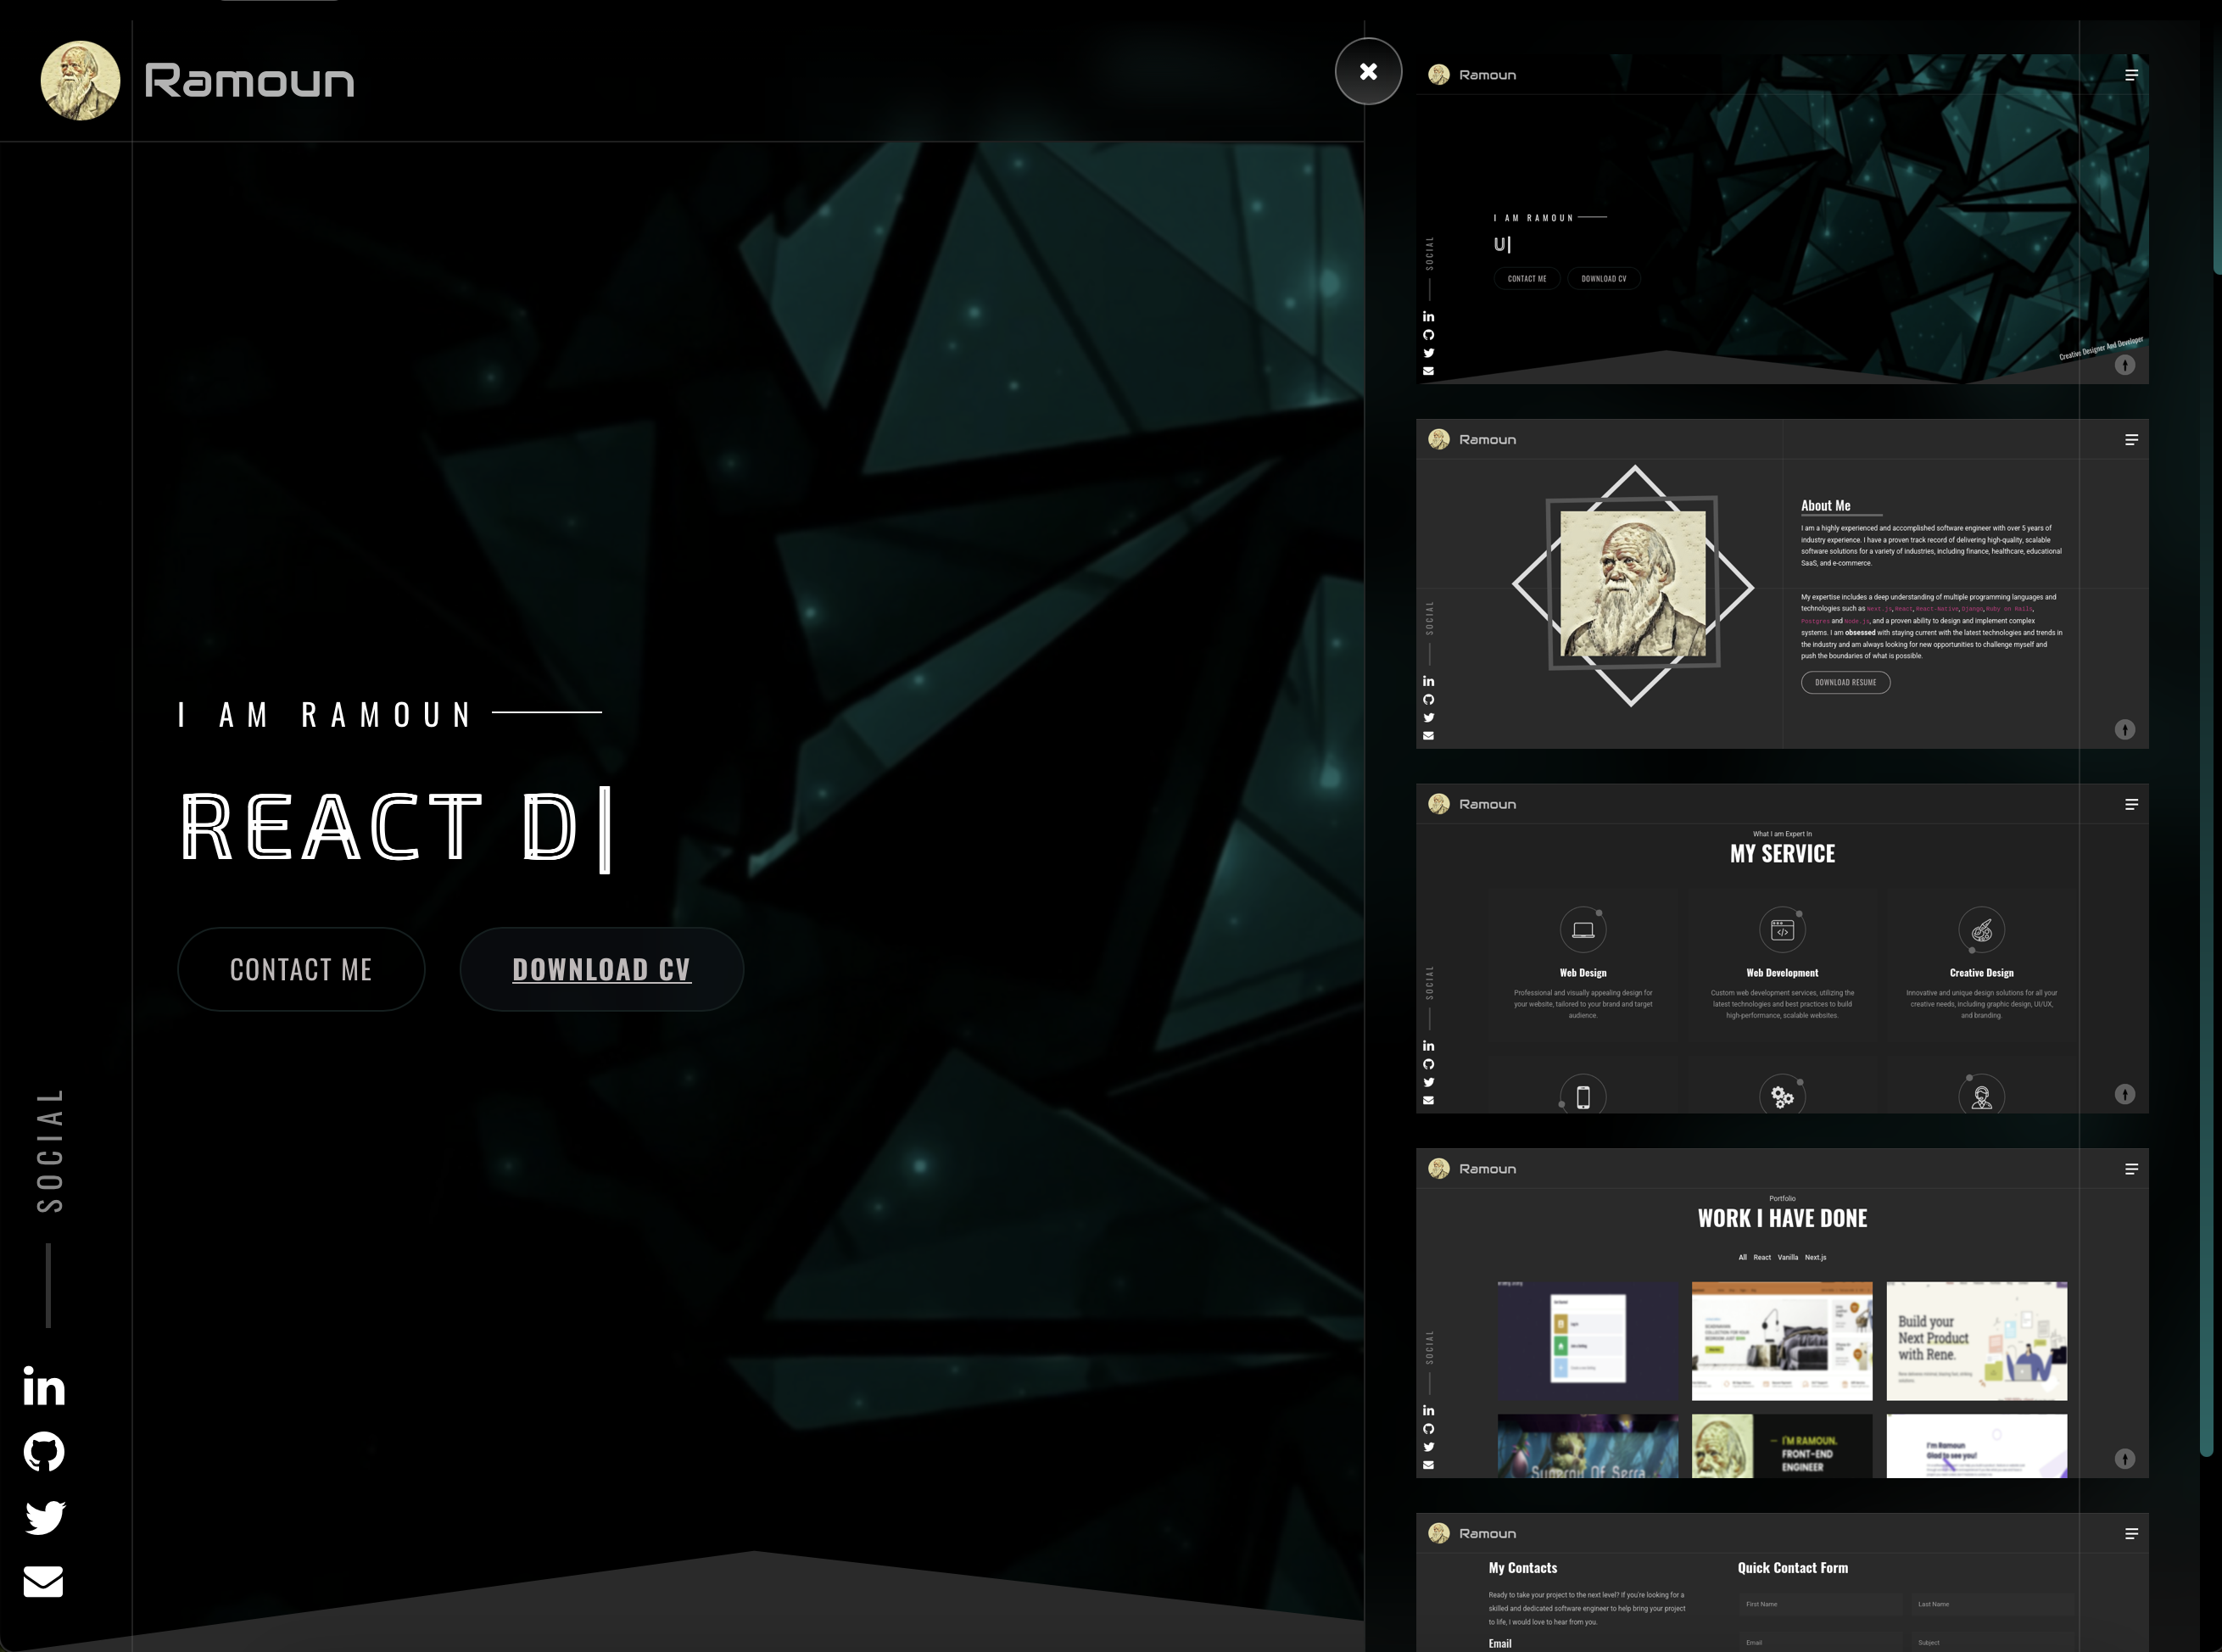 Ramoun
I AM RAMOUN
REACT D|
CONTACT ME
DOWNLOAD CV
SOCIAL
Ramoun
I AM RAMOUN
U|
CONTACT ME
DOWNLOAD CV
SOCIAL
Creative Designer And Developer
Ramoun
About Me
I am a highly experienced and accomplished software engineer with over 5 years of
industry experience. I have a proven track record of delivering high-quality, scalable
software solutions for a variety of industries, including finance, healthcare, educational
SaaS, and e-commerce.
My expertise includes a deep understanding of multiple programming languages and
technologies such as Next.js, React, React-Native, Django, Ruby on Rails,
Postgres and Node.js, and a proven ability to design and implement complex
systems. I am obsessed with staying current with the latest technologies and trends in
the industry and am always looking for new opportunities to challenge myself and
push the boundaries of what is possible.
DOWNLOAD RESUME
SOCIAL
Ramoun
What I am Expert In
MY SERVICE
Web Design
Professional and visually appealing design for
your website, tailored to your brand and target
audience.
Web Development
Custom web development services, utilizing the
latest technologies and best practices to build
high-performance, scalable websites.
Creative Design
Innovative and unique design solutions for all your
creative needs, including graphic design, UI/UX,
and branding.
SOCIAL
Ramoun
Portfolio
WORK I HAVE DONE
All React Vanilla Next.js
Build your
Next Product
with Rene.
I'M RAMOUN.
FRONT-END
ENGINEER
I'm Ramoun
Glad to see you!
SOCIAL
Ramoun
My Contacts
Ready to take your project to the next level? If you're looking for a
skilled and dedicated software engineer to help bring your project
to life, I would love to hear from you.
Email
Quick Contact Form
First Name
Last Name
Email
Subject